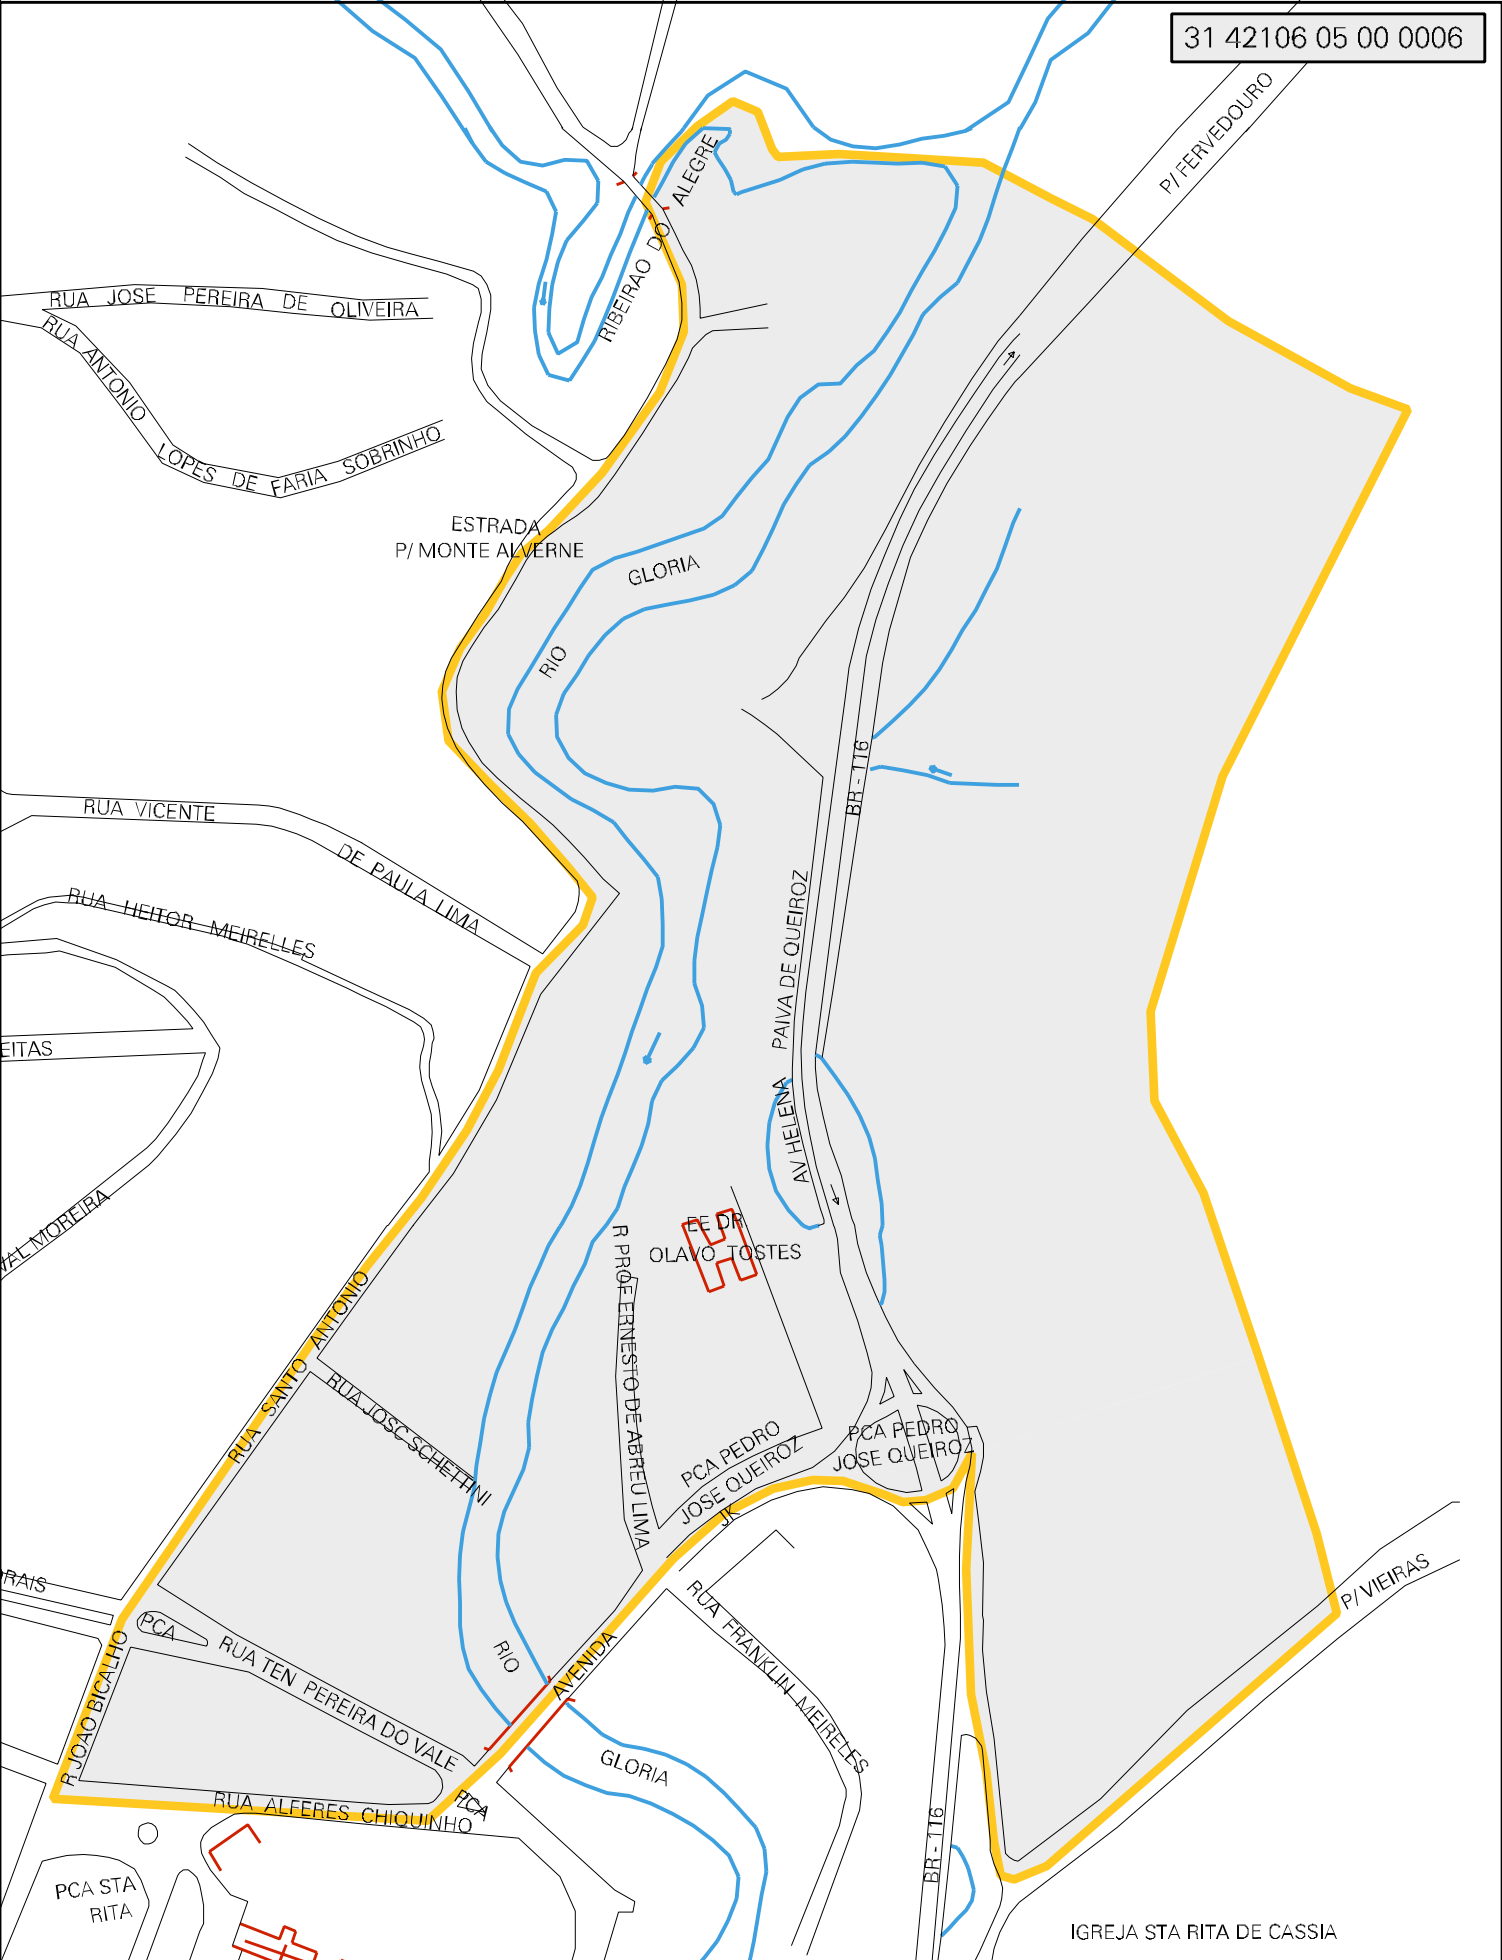 31 42106 05 00 0006
P/ FERVEDOURO
RIBEIRAO DO ALEGRE
RUA JOSE PEREIRA DE OLIVEIRA
RUA ANTONIO LOPES DE FARIA SOBRINHO
ESTRADA
P/ MONTE ALVERNE
RIO GLORIA
BR - 116
RUA VICENTE DE PAULA LIMA
RUA HEITOR MEIRELLES
EITAS
AV HELENA PAIVA DE QUEIROZ
VAL MOREIRA
EE DR
OLAVO TOSTES
R PROF ERNESTO DE ABREU LIMA
RUA SANTO ANTONIO
RUA JOSC SCHETTINI
PCA PEDRO
JOSE QUEIROZ
PCA PEDRO
JOSE QUEIROZ
AVENIDA JK
RAIS
PCA
RUA TEN PEREIRA DO VALE
R JOAO BICALHO
RUA FRANKLIN MEIRELES
P/ VIEIRAS
RIO GLORIA
PCA
RUA ALFERES CHIQUINHO
BR - 116
PCA STA
RITA
IGREJA STA RITA DE CASSIA